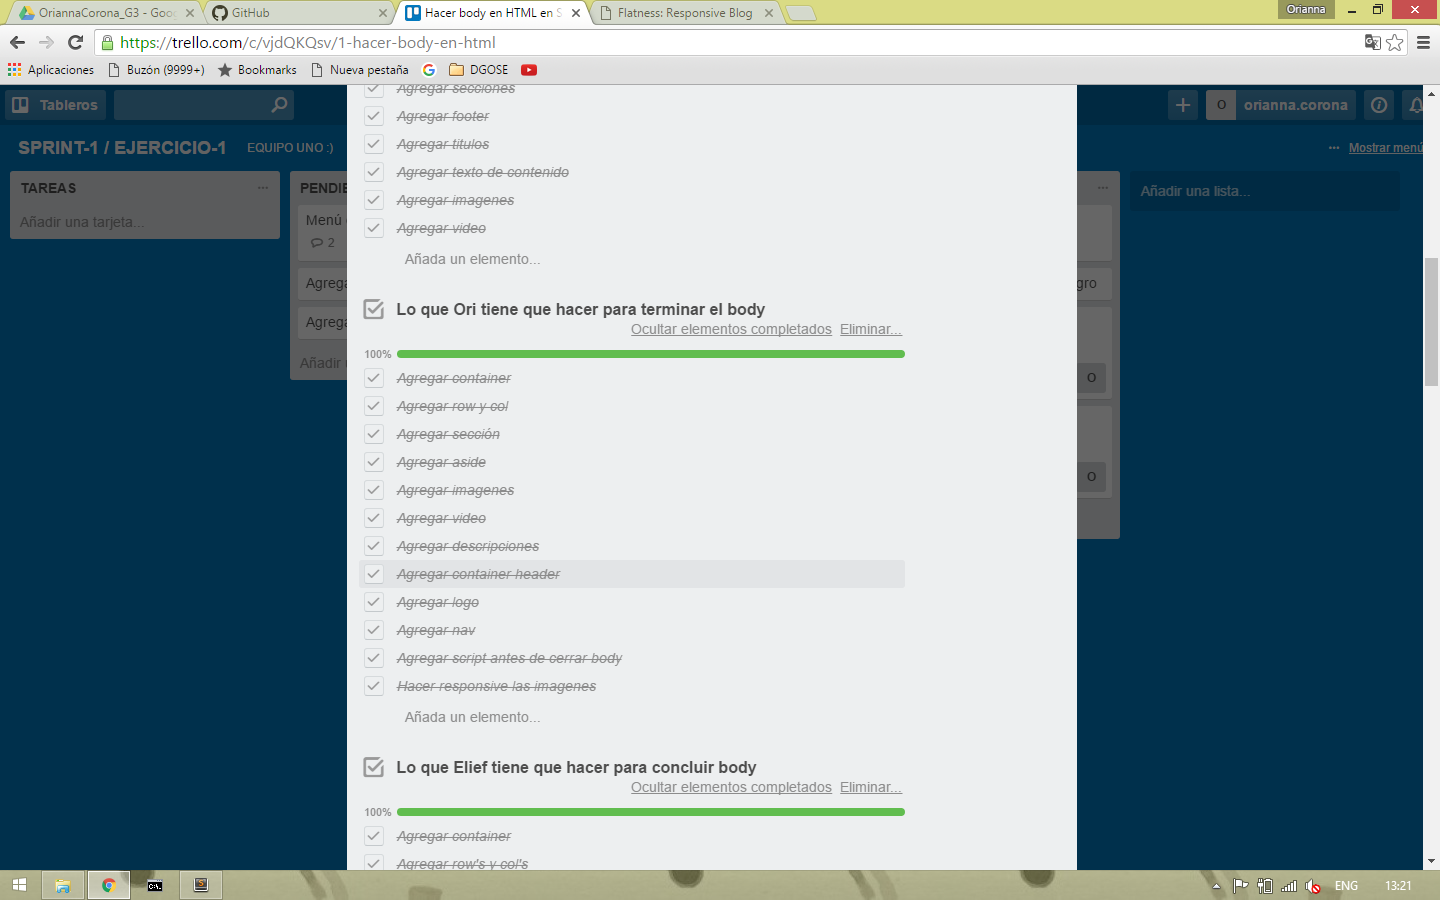 OriannaCorona_G3 - Goog
GitHub
Hacer body en HTML en S
Flatness: Responsive Blog
Orianna
https://trello.com/c/vjdQKQsv/1-hacer-body-en-html
Aplicaciones
Buzón (9999+)
Bookmarks
Nueva pestaña
DGOSE
Tableros
O
orianna.corona
SPRINT-1 / EJERCICIO-1
EQUIPO UNO :)
Mostrar menú
TAREAS
Añadir una tarjeta...
PENDIE
Menú
2
Agrega
Agrega
Añadir
gro
O
O
Añadir una lista...
Agregar secciones
Agregar footer
Agregar titulos
Agregar texto de contenido
Agregar imagenes
Agregar video
Añada un elemento...
Lo que Ori tiene que hacer para terminar el body
Ocultar elementos completados Eliminar...
100%
Agregar container
Agregar row y col
Agregar sección
Agregar aside
Agregar imagenes
Agregar video
Agregar descripciones
Agregar container header
Agregar logo
Agregar nav
Agregar script antes de cerrar body
Hacer responsive las imagenes
Añada un elemento...
Lo que Elief tiene que hacer para concluir body
Ocultar elementos completados Eliminar...
100%
Agregar container
Agregar row's y col's
ENG
13:21